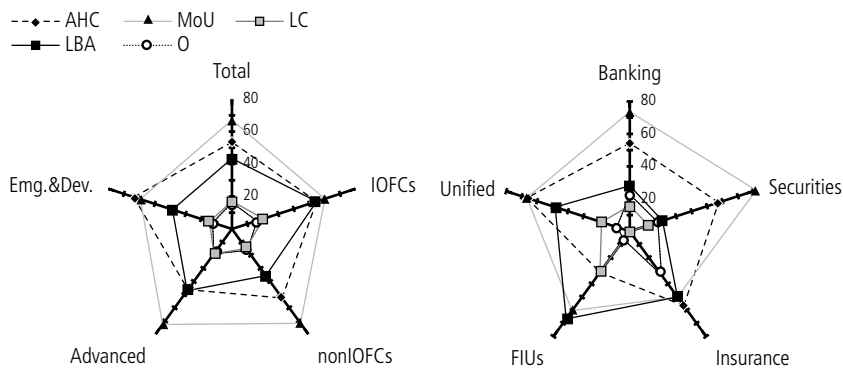 AHC MoU LC
LBA O
Total
80
60
40
20
IOFCs
nonIOFCs
Advanced
Emg.&Dev.
Banking
80
60
40
20
Securities
Insurance
FIUs
Unified